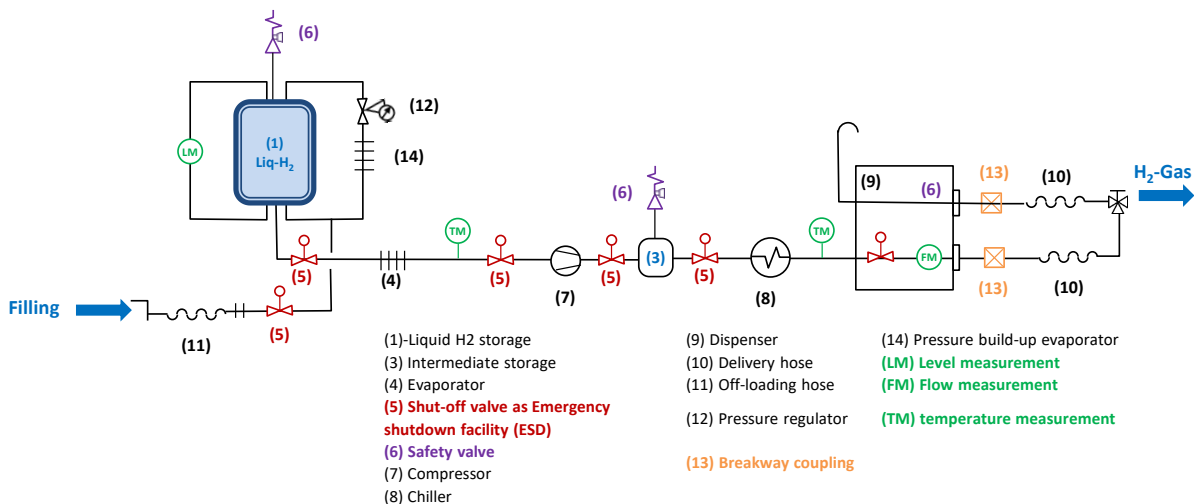 (6)
(12)
(1)
Liq-H₂
LM
(14)
(13)
(10)
H₂-Gas
(9)
(6)
(6)
TM
TM
FM
(3)
(5)
(4)
(5)
(7)
(5)
(5)
(8)
(13)
(10)
Filling
(11)
(5)
(1)-Liquid H2 storage
(3) Intermediate storage
(4) Evaporator
(5) Shut-off valve as Emergency
shutdown facility (ESD)
(6) Safety valve
(7) Compressor
(8) Chiller
(9) Dispenser
(10) Delivery hose
(11) Off-loading hose
(12) Pressure regulator
(13) Breakway coupling
(14) Pressure build-up evaporator
(LM) Level measurement
(FM) Flow measurement
(TM) temperature measurement